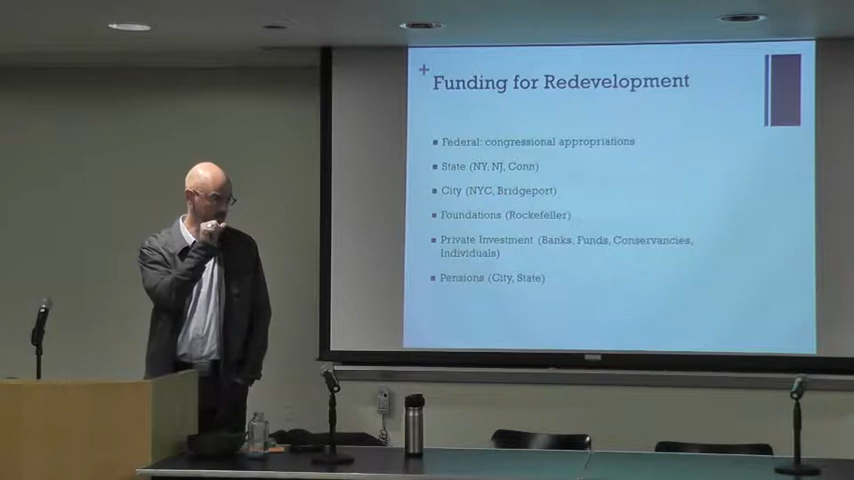 +
Funding for Redevelopment
▪ Federal: congressional appropriations
▪ State (NY, NJ, Conn)
▪ City (NYC, Bridgeport)
▪ Foundations (Rockefeller)
▪ Private Investment (Banks, Funds, Conservancies,
Individuals)
▪ Pensions (City, State)